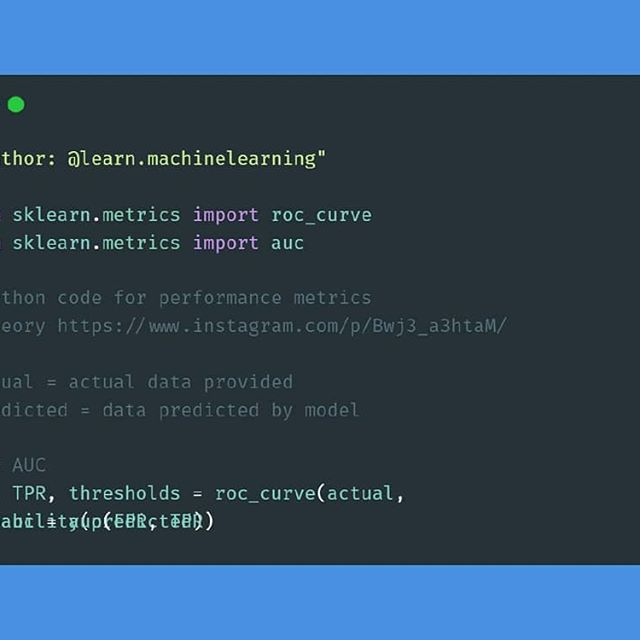 thor: @learn.machinelearning"
sklearn.metrics import roc_curve
sklearn.metrics import auc
thon code for performance metrics
eory https://www.instagram.com/p/Bwj3_a3htaM/
ual = actual data provided
dicted = data predicted by model
AUC
TPR, thresholds = roc_curve(actual,